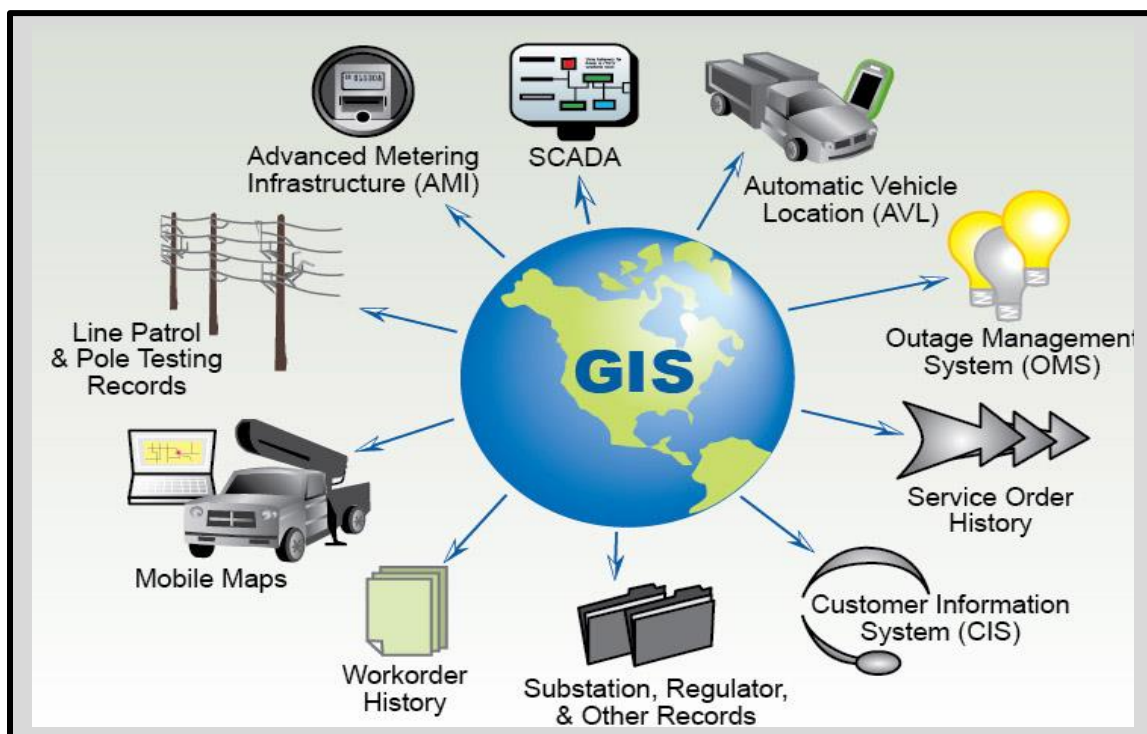 Advanced Metering
Infrastructure (AMI)
SCADA
Automatic Vehicle
Location (AVL)
Line Patrol
& Pole Testing
Records
GIS
Outage Management
System (OMS)
Mobile Maps
Service Order
History
Workorder
History
Substation, Regulator,
& Other Records
Customer Information
System (CIS)